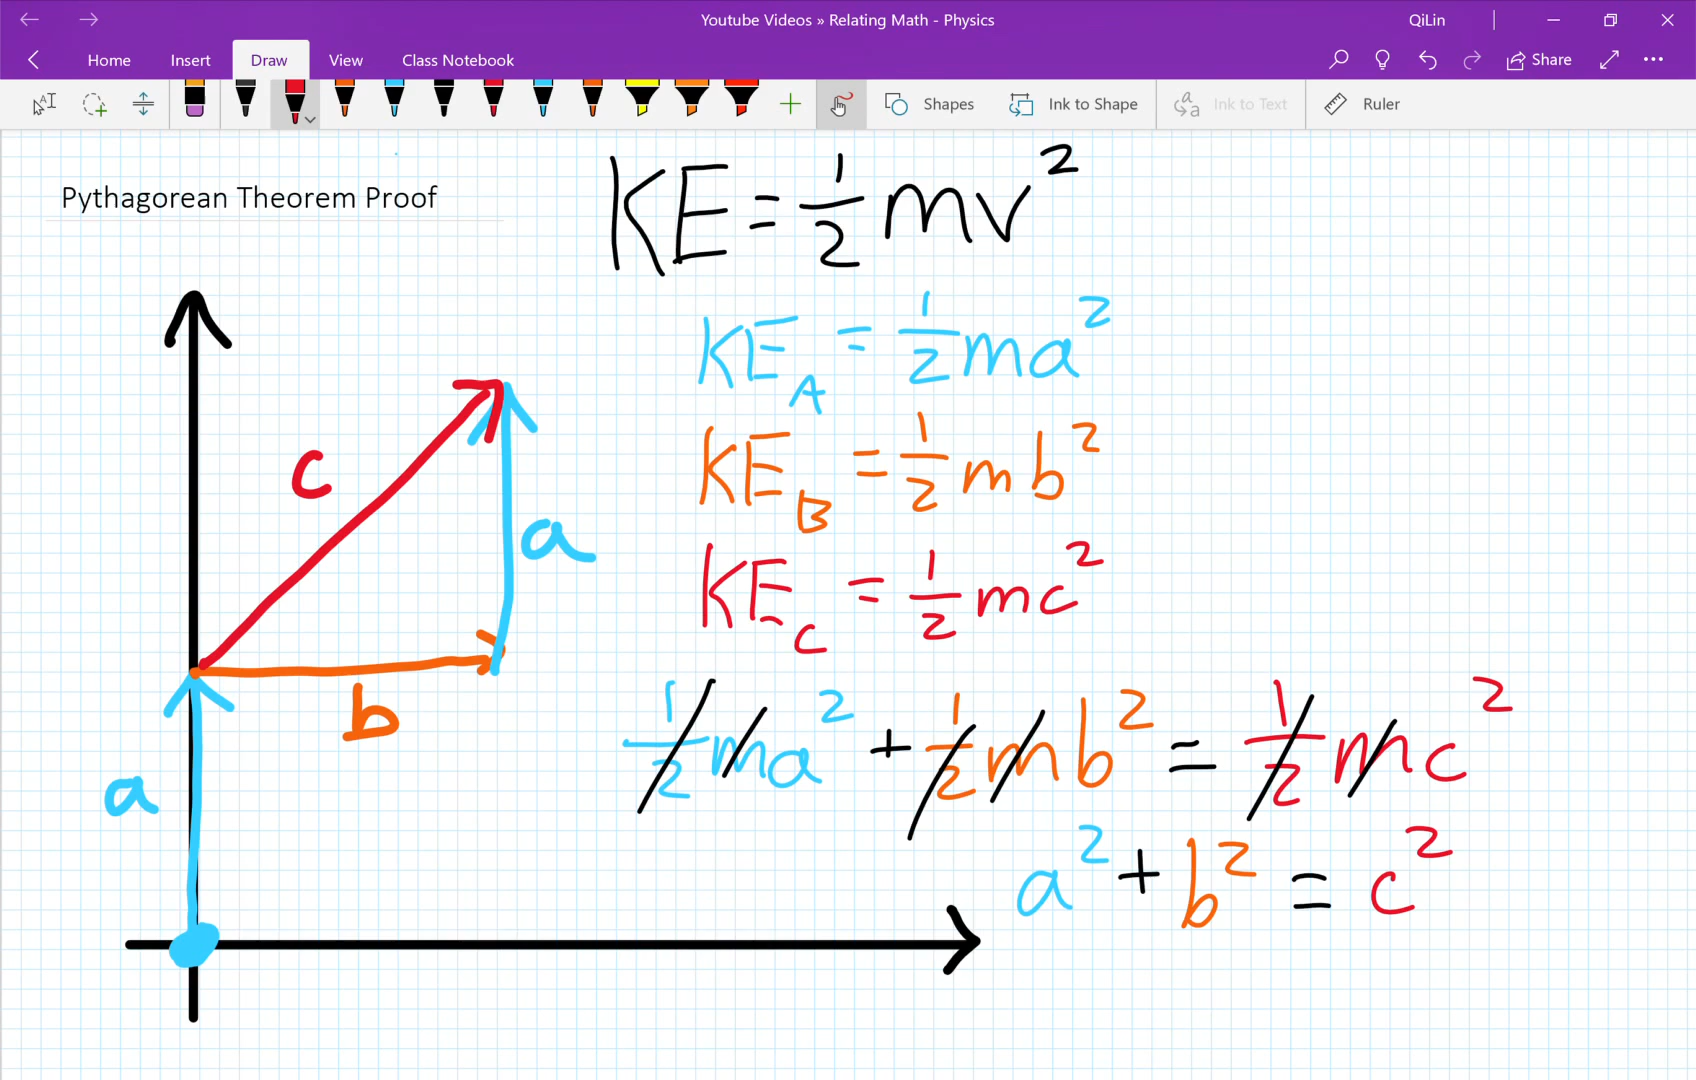 Youtube Videos » Relating Math - Physics
QiLin
Home Insert Draw View Class Notebook
Share
Shapes Ink to Shape Ink to Text Ruler
Pythagorean Theorem Proof
KE = 1/2 mv²
KE_A = 1/2 ma²
KE_B = 1/2 mb²
KE_C = 1/2 mc²
1/2 ma² + 1/2 mb² = 1/2 mc²
a² + b² = c²
c
a
b
a